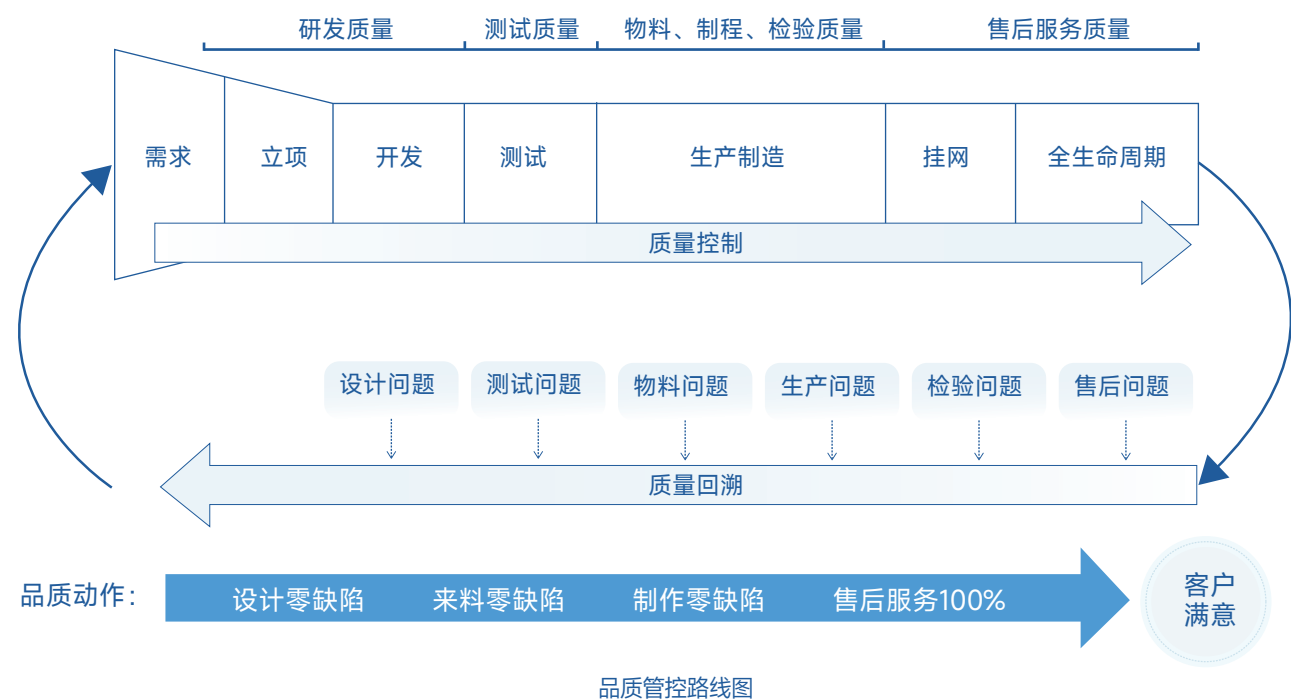 研发质量 测试质量 物料、制程、检验质量 售后服务质量
需求 立项 开发 测试 生产制造 挂网 全生命周期
质量控制
设计问题 测试问题 物料问题 生产问题 检验问题 售后问题
质量回溯
品质动作: 设计零缺陷 来料零缺陷 制作零缺陷 售后服务100%
客户
满意
品质管控路线图